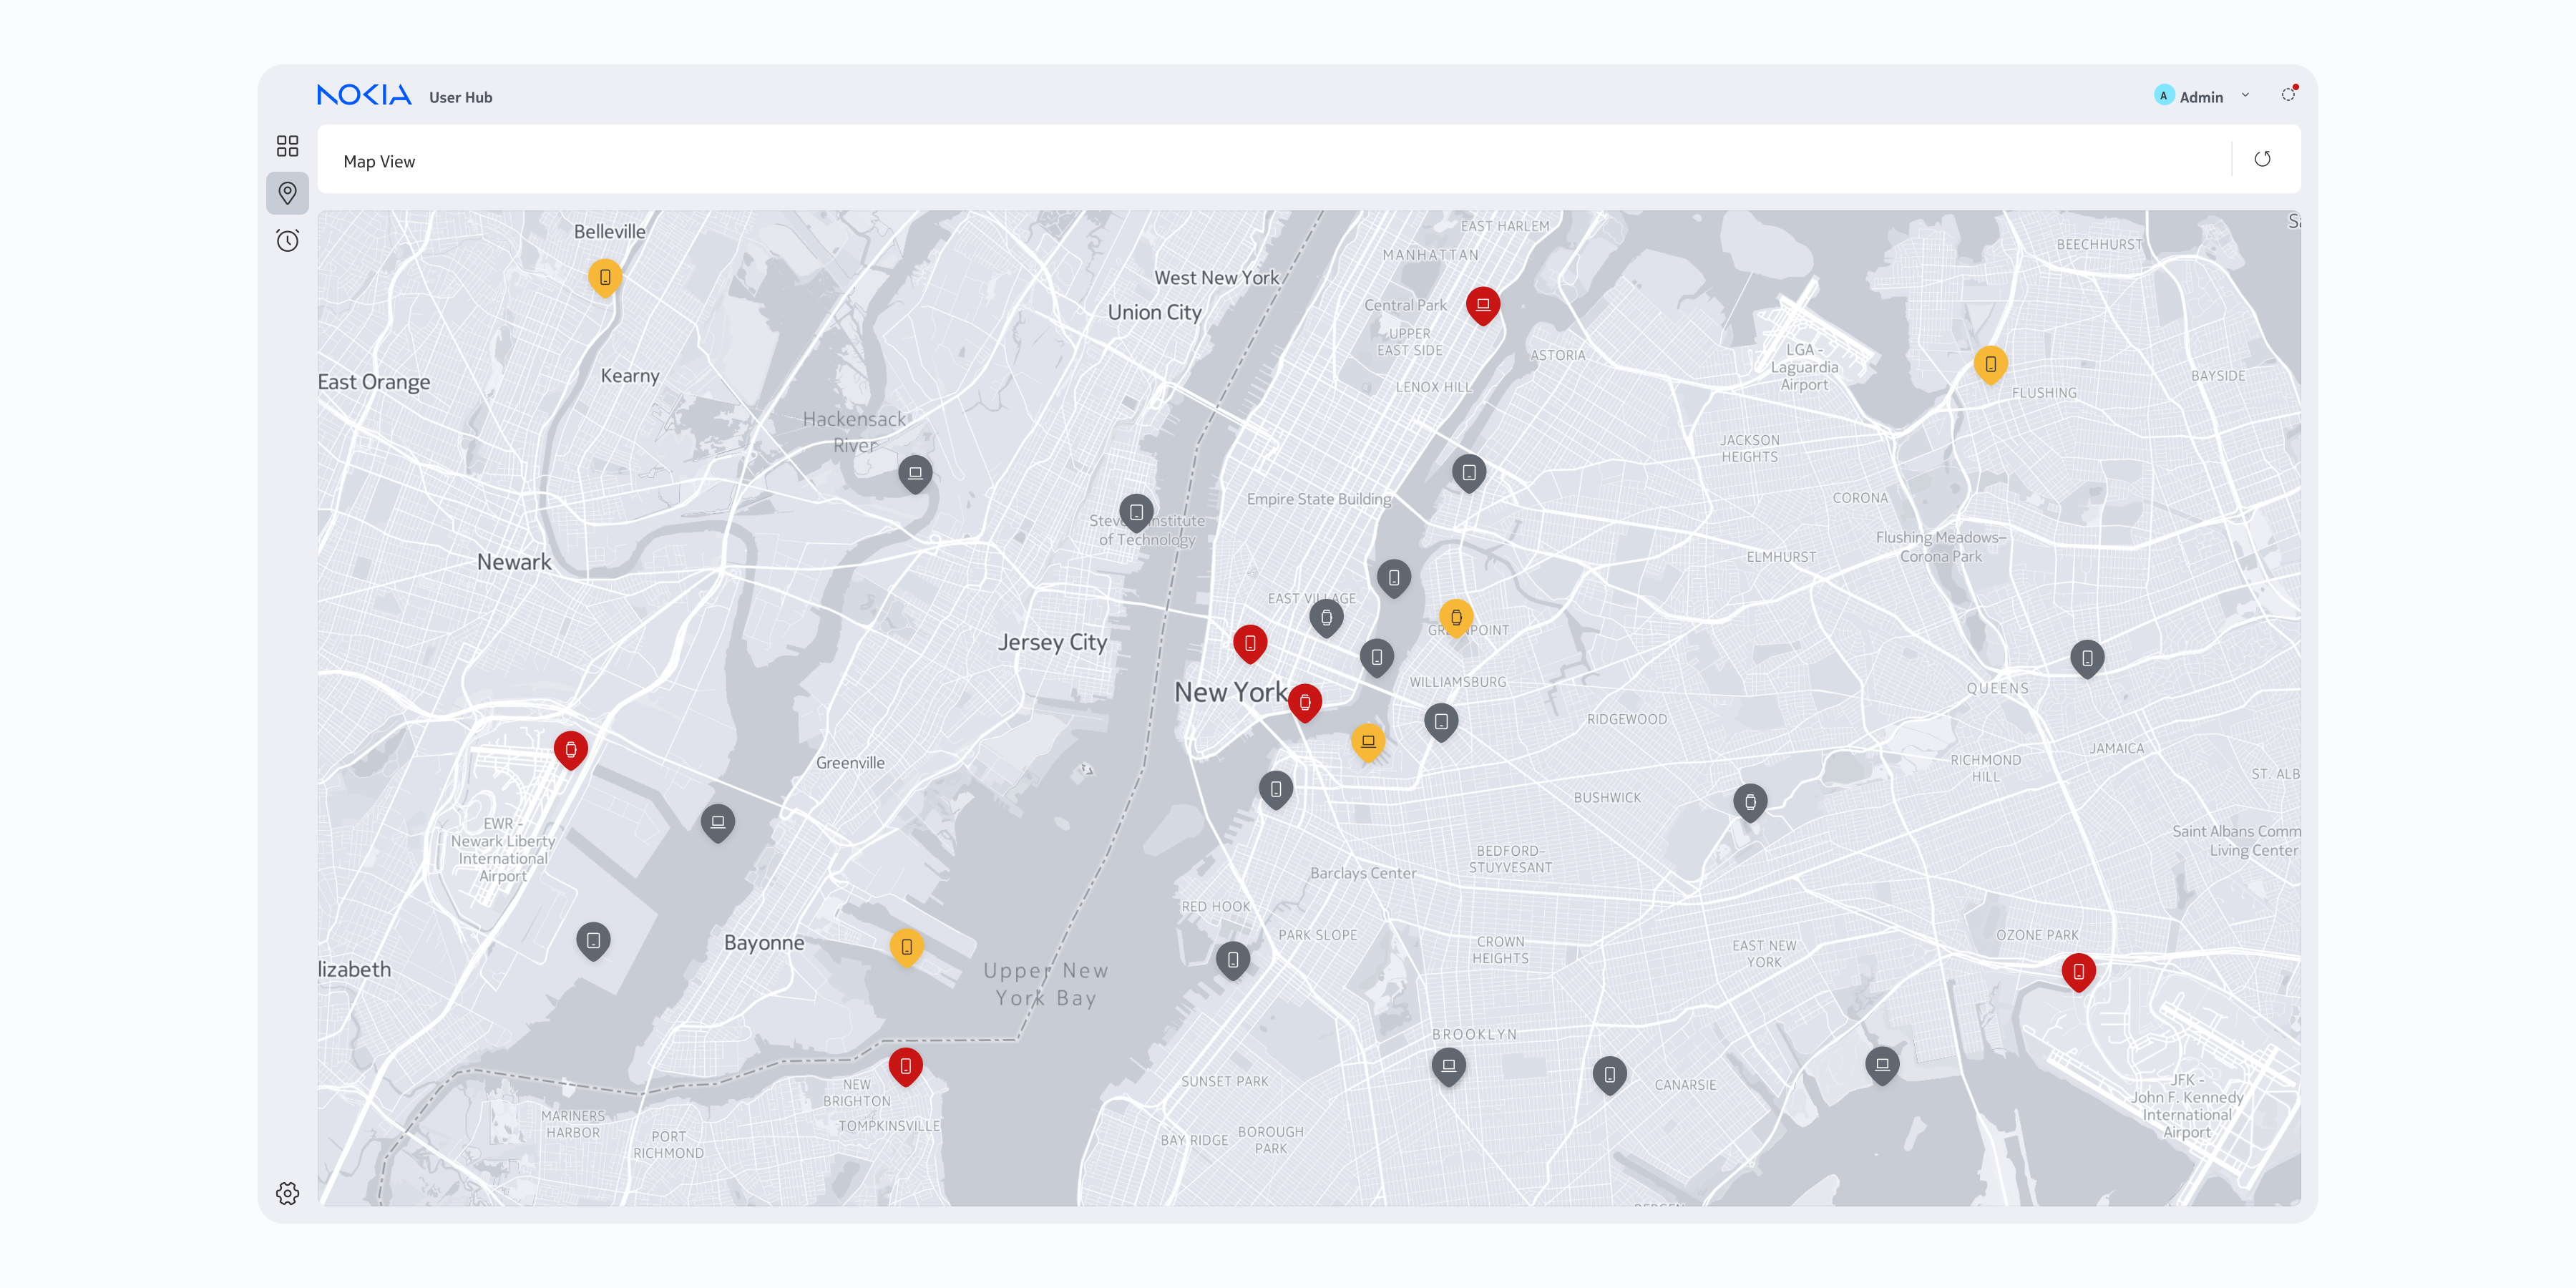 NOKIA User Hub
A Admin
Map View
Belleville
EAST HARLEM
MANHATTAN
BEECHHURST
West New York
Union City
Central Park
UPPER
EAST SIDE
LENOX HILL
ASTORIA
LGA -
Laguardia
Airport
FLUSHING
BAYSIDE
East Orange
Kearny
Hackensack
River
JACKSON
HEIGHTS
Empire State Building
CORONA
of Technology
Flushing Meadows–
Corona Park
ELMHURST
Newark
EAST VILLAGE
Jersey City
New York
WILLIAMSBURG
QUEENS
RIDGEWOOD
JAMAICA
Greenville
RICHMOND
HILL
ST. ALB
BUSHWICK
EWR -
Newark Liberty
International
Airport
Saint Albans Comm
Living Center
BEDFORD–
STUYVESANT
Barclays Center
RED HOOK
PARK SLOPE
CROWN
HEIGHTS
EAST NEW
YORK
OZONE PARK
Bayonne
lizabeth
Upper New
York Bay
BROOKLYN
SUNSET PARK
CANARSIE
NEW
BRIGHTON
TOMPKINSVILLE
MARINERS
HARBOR
PORT
RICHMOND
BAY RIDGE
BOROUGH
PARK
JFK -
John F. Kennedy
International
Airport